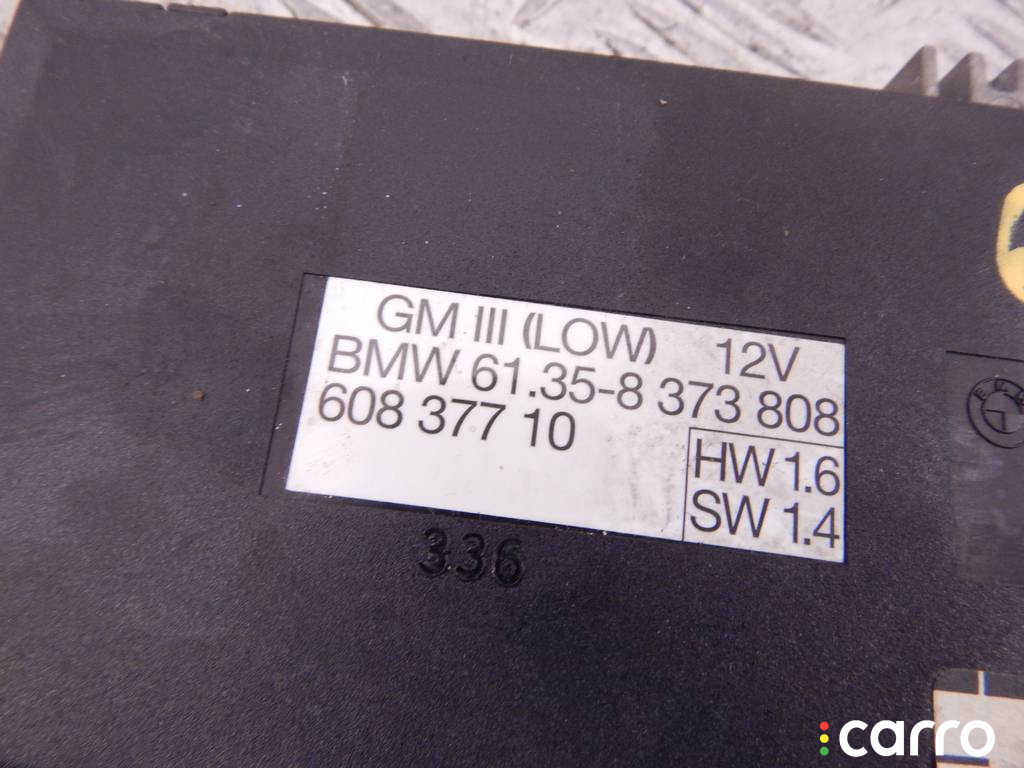 GM III (LOW) 12V
BMW 61.35-8 373 808
608 377 10
HW 1.6
SW 1.4
336
carro